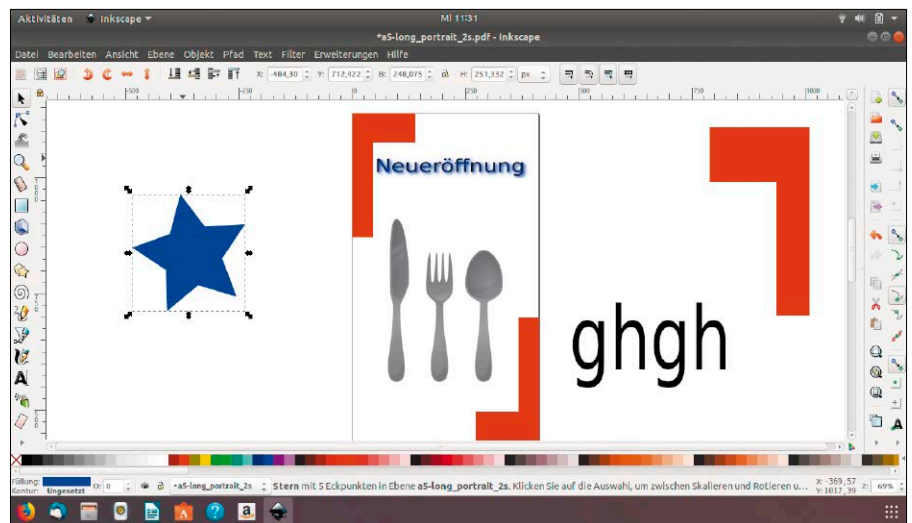 Aktivitäten Inkscape Mi 11:31
*a5-long_portrait_2s.pdf - Inkscape
Datei Bearbeiten Ansicht Ebene Objekt Pfad Text Filter Erweiterungen Hilfe
X: -484,30 Y: 712,422 B: 248,075 H: 251,332 px
Neueröffnung
ghgh
Füllung:
Kontur: Ungesetzt O: 0 •a5-long_portrait_2s Stern mit 5 Eckpunkten in Ebene a5-long_portrait_2s. Klicken Sie auf die Auswahl, um zwischen Skalieren und Rotieren u... X: -369,57 Z: 69%
Y: 1017,39